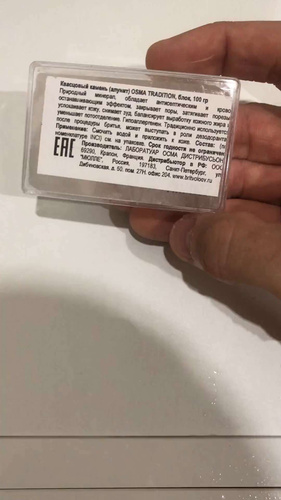 Квасцовый камень (алунит) OSMA TRADITION, блок, 100 гр
Природный минерал, обладает антисептическим и крово-
останавливающим эффектом, закрывает поры, затягивает порезы,
успокаивает кожу, снимает зуд, балансирует выработку кожного жира,
уменьшает потоотделение. Гипоаллергенен. Традиционно используется
после процедуры бритья, может выступать в роли дезодоранта.
Применение: Смочить водой и приложить к коже. Состав: (по
номенклатуре INCI) см. на упаковке. Срок годности не ограничен.
EAC Производитель: ЛАБОРАТУАР ОСМА ДИСТРИБУСЬОН
69290, Крапон, Франция. Дистрибьютор в РФ: ООО
"МЮЛЛЕ", Россия, 197183, Санкт-Петербург, ул.
Дибуновская, д. 50, пом. 27Н, офис 204, www.britvoloov.ru